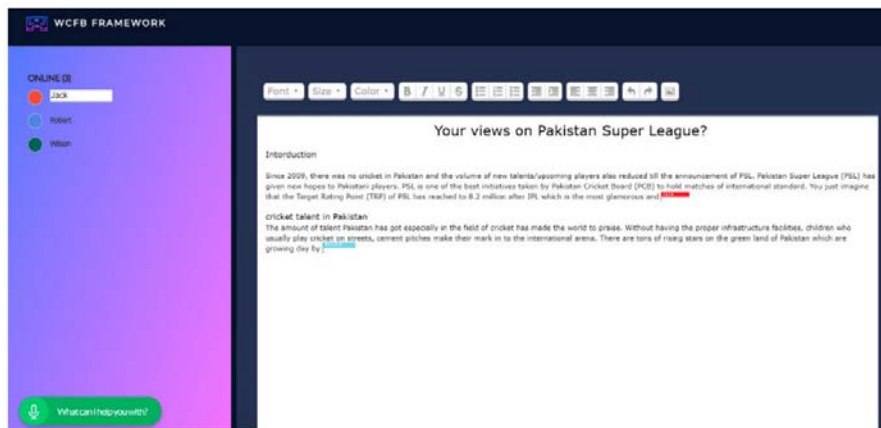 WCFB FRAMEWORK
ONLINE (3)
Jack
Robert
Wilson
Font
Size
Color
B I U S
Your views on Pakistan Super League?
Intorduction
Since 2009, there was no cricket in Pakistan and the volume of new talents/upcoming players also reduced till the announcement of PSL. Pakistan Super League (PSL) has
given new hopes to Pakistani players. PSL is one of the best initiatives taken by Pakistan Cricket Board (PCB) to hold matches of international standard. You just imagine
that the Target Rating Point (TRP) of PSL has reached to 8.2 million after IPL which is the most glamorous and
cricket talent in Pakistan
The amount of talent Pakistan has got especially in the field of cricket has made the world to praise. Without having the proper infrastructure facilities, children who
usually play cricket on streets, cement pitches make their mark in to the international arena. There are tons of rising stars on the green land of Pakistan which are
growing day by
What can I help you with?